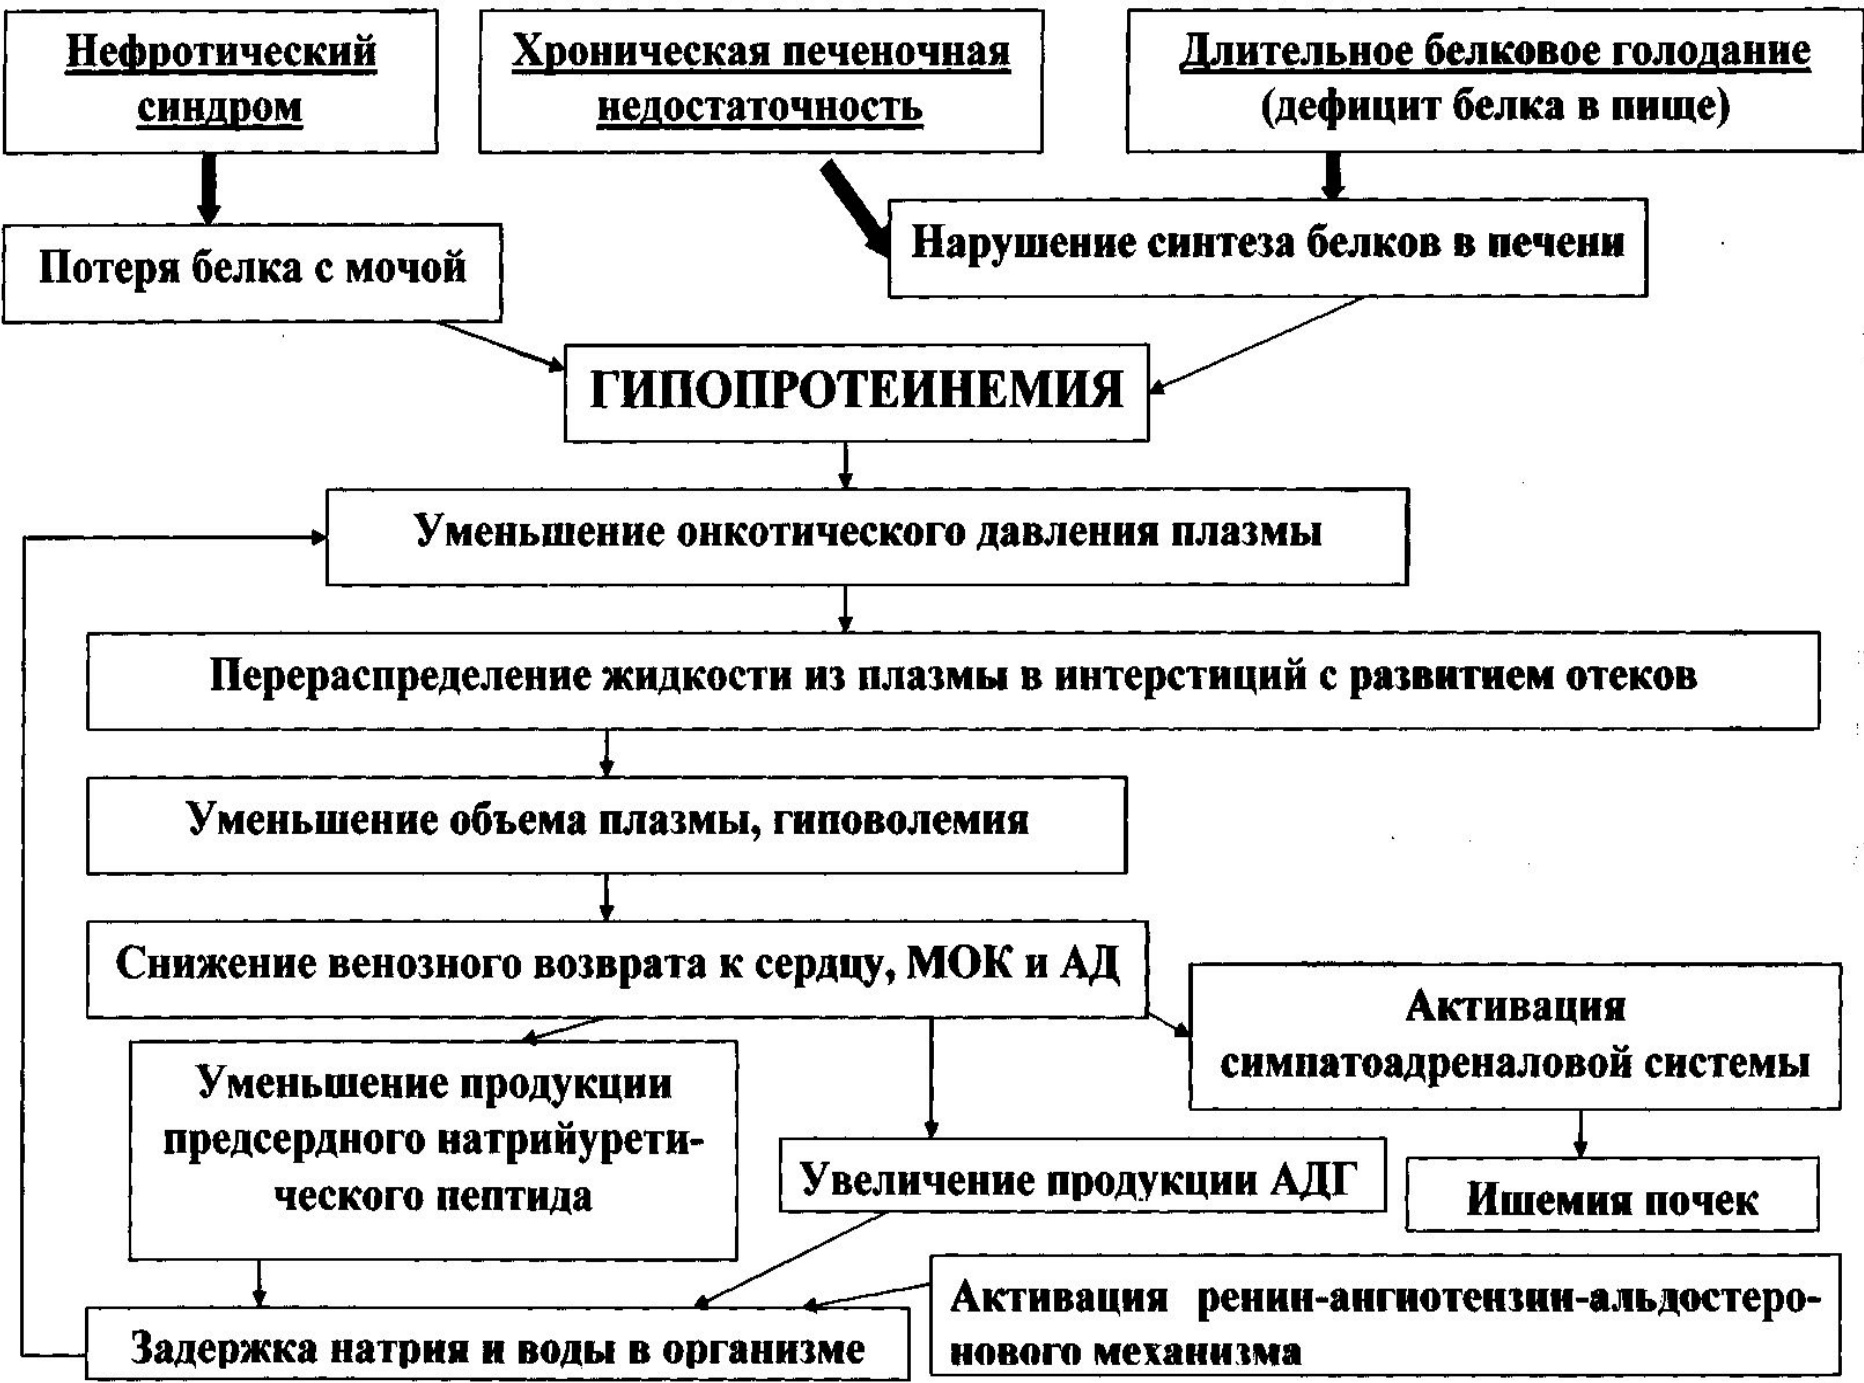 Нефротический
синдром
Хроническая печеночная
недостаточность
Длительное белковое голодание
(дефицит белка в пище)
Потеря белка с мочой
Нарушение синтеза белков в печени
ГИПОПРОТЕИНЕМИЯ
Уменьшение онкотического давления плазмы
Перераспределение жидкости из плазмы в интерстиций с развитием отеков
Уменьшение объема плазмы, гиповолемия
Снижение венозного возврата к сердцу, МОК и АД
Активация
симпатоадреналовой системы
Уменьшение продукции
предсердного натрийурети-
ческого пептида
Увеличение продукции АДГ
Ишемия почек
Активация ренин-ангиотензин-альдостеро-
нового механизма
Задержка натрия и воды в организме